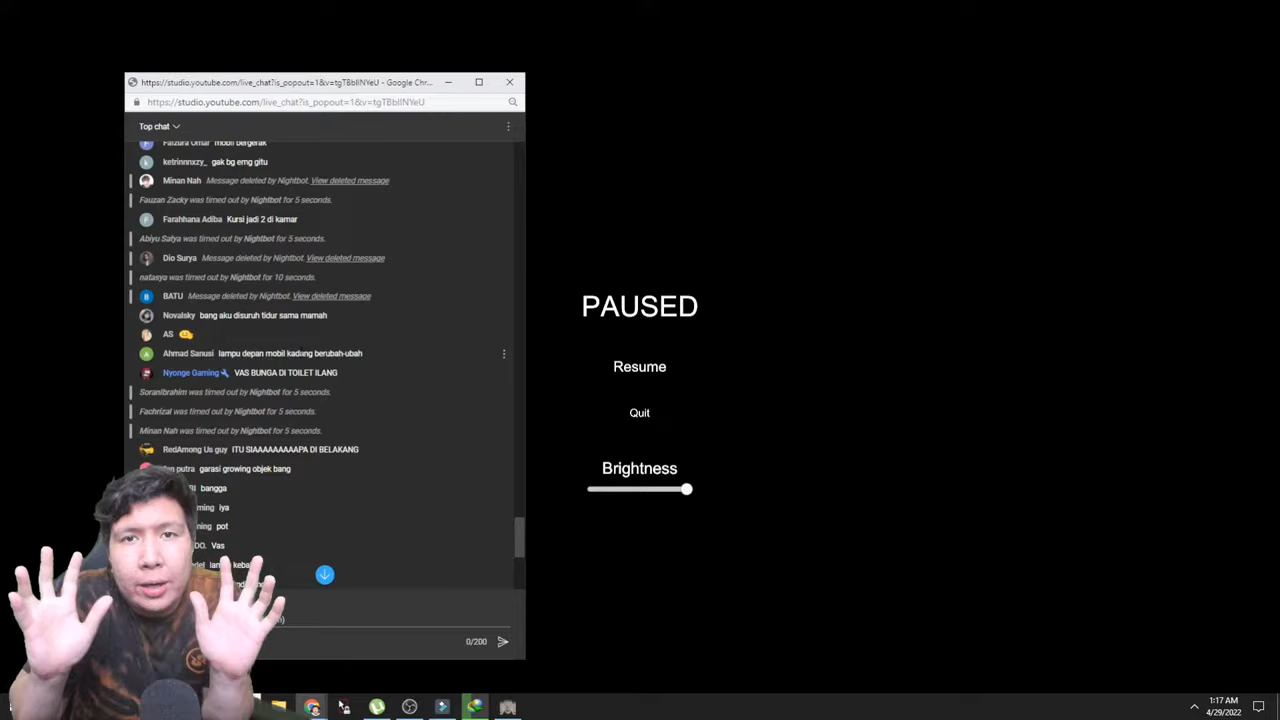 https://studio.youtube.com/live_chat?is_popout=1&v=tgTBbIINYeU - Google Chr...
https://studio.youtube.com/live_chat?is_popout=1&v=tgTBbIINYeU
Top chat
Faizura Umar mobil bergerak
ketrinnnxzy_ gak bg emg gitu
Minan Nah Message deleted by Nightbot. View deleted message
Fauzan Zacky was timed out by Nightbot for 5 seconds.
Farahhana Adiba Kursi jadi 2 di kamar
Abiyu Satya was timed out by Nightbot for 5 seconds.
Dio Surya Message deleted by Nightbot. View deleted message
natasya was timed out by Nightbot for 10 seconds.
B BATU Message deleted by Nightbot. View deleted message
Novalsky bang aku disuruh tidur sama mamah
AS
A Ahmad Sanusi lampu depan mobil kadang berubah-ubah
Nyonge Gaming VAS BUNGA DI TOILET ILANG
SoranIbrahim was timed out by Nightbot for 5 seconds.
Fachrizal was timed out by Nightbot for 5 seconds.
Minan Nah was timed out by Nightbot for 5 seconds.
RedAmong Us guy ITU SIAAAAAAAAAPA DI BELAKANG
putra garasi growing objek bang
bangga
ming iya
ming pot
DO. Vas
0/200
PAUSED
Resume
Quit
Brightness
1:17 AM
4/29/2022